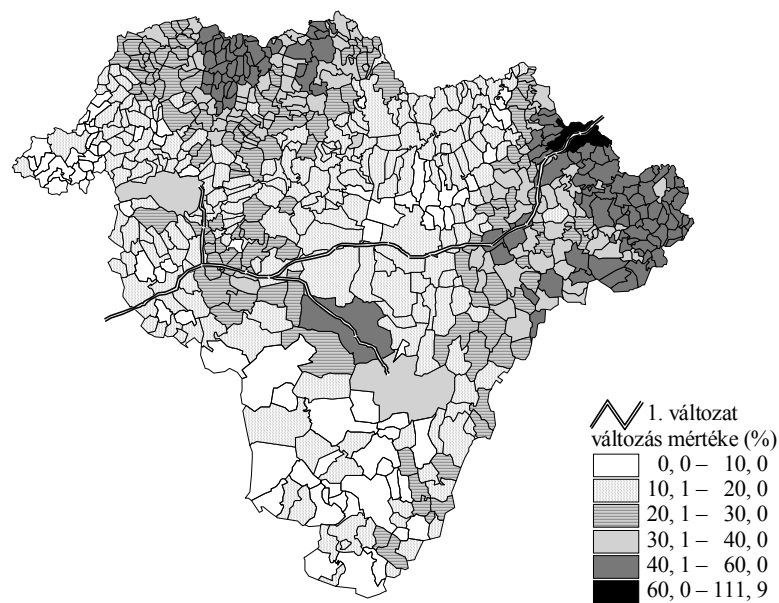 1. változat
változás mértéke (%)
0, 0 – 10, 0
10, 1 – 20, 0
20, 1 – 30, 0
30, 1 – 40, 0
40, 1 – 60, 0
60, 0 – 111, 9